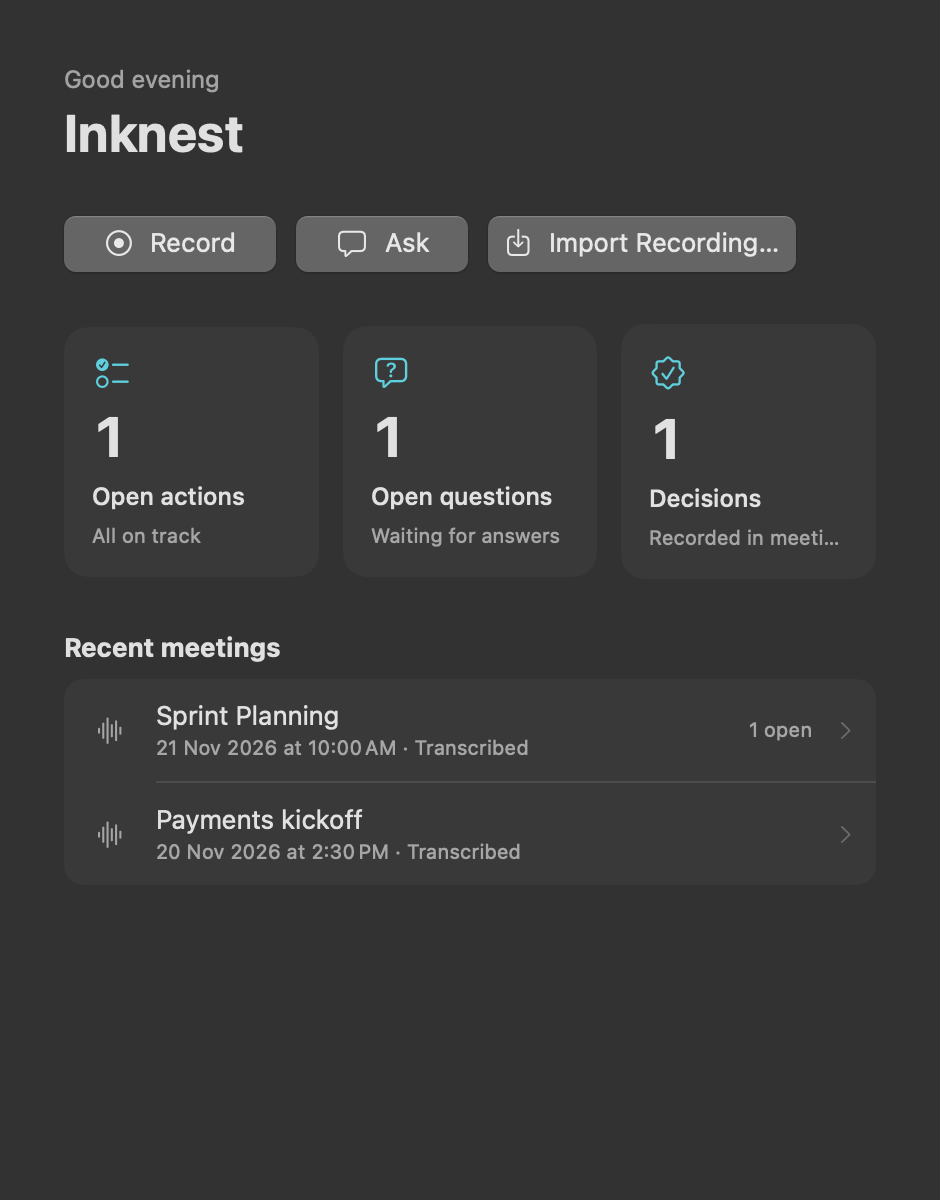 Good evening
Inknest
Record
Ask
Import Recording...
1
Open actions
All on track
?
1
Open questions
Waiting for answers
1
Decisions
Recorded in meeti...
Recent meetings
Sprint Planning
21 Nov 2026 at 10:00 AM · Transcribed
1 open
Payments kickoff
20 Nov 2026 at 2:30 PM · Transcribed